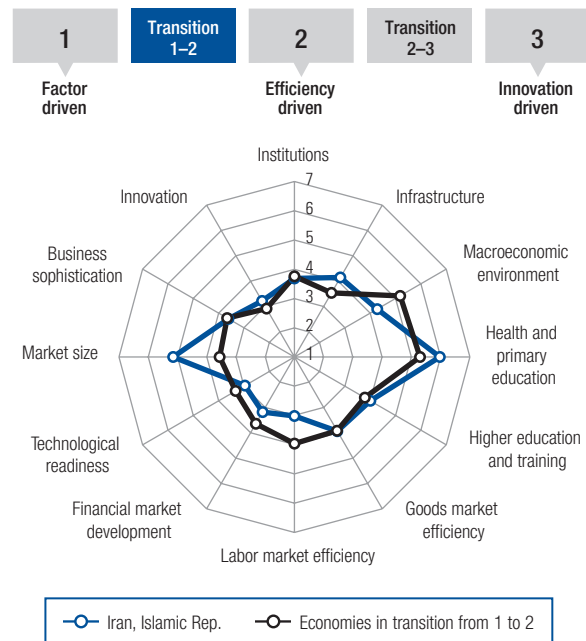 1
Transition
1–2
2
Transition
2–3
3
Factor
driven
Efficiency
driven
Innovation
driven
Institutions
Infrastructure
Macroeconomic
environment
Health and
primary
education
Higher education
and training
Goods market
efficiency
Labor market efficiency
Financial market
development
Technological
readiness
Market size
Business
sophistication
Innovation
7
6
5
4
3
2
1
Iran, Islamic Rep.
Economies in transition from 1 to 2